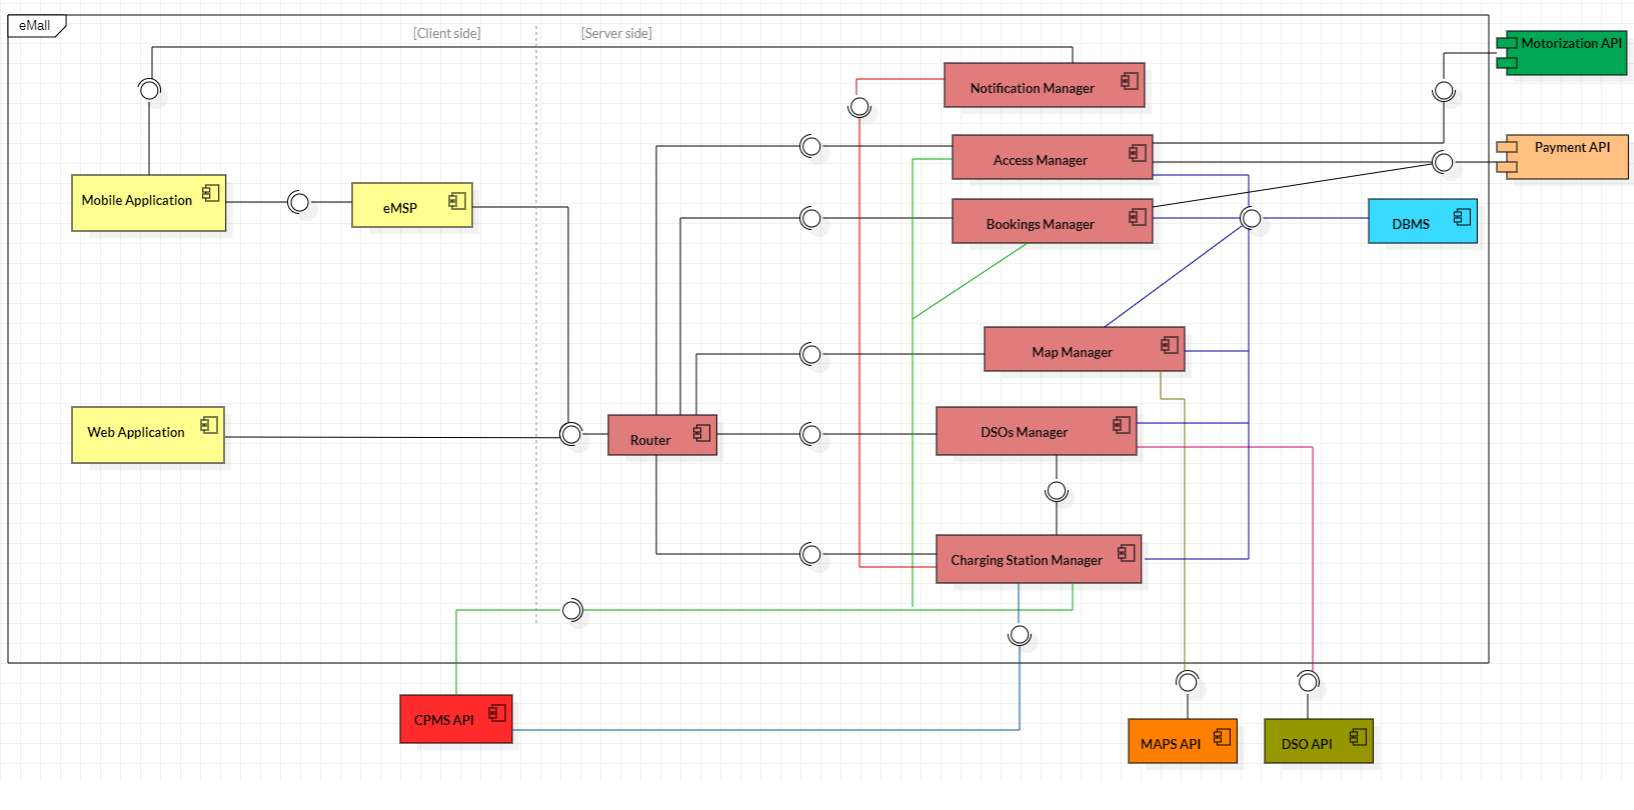 eMall
[Client side]
[Server side]
Motorization API
Notification Manager
Access Manager
Payment API
Mobile Application
eMSP
Bookings Manager
DBMS
Map Manager
Web Application
Router
DSOs Manager
Charging Station Manager
CPMS API
MAPS API
DSO API